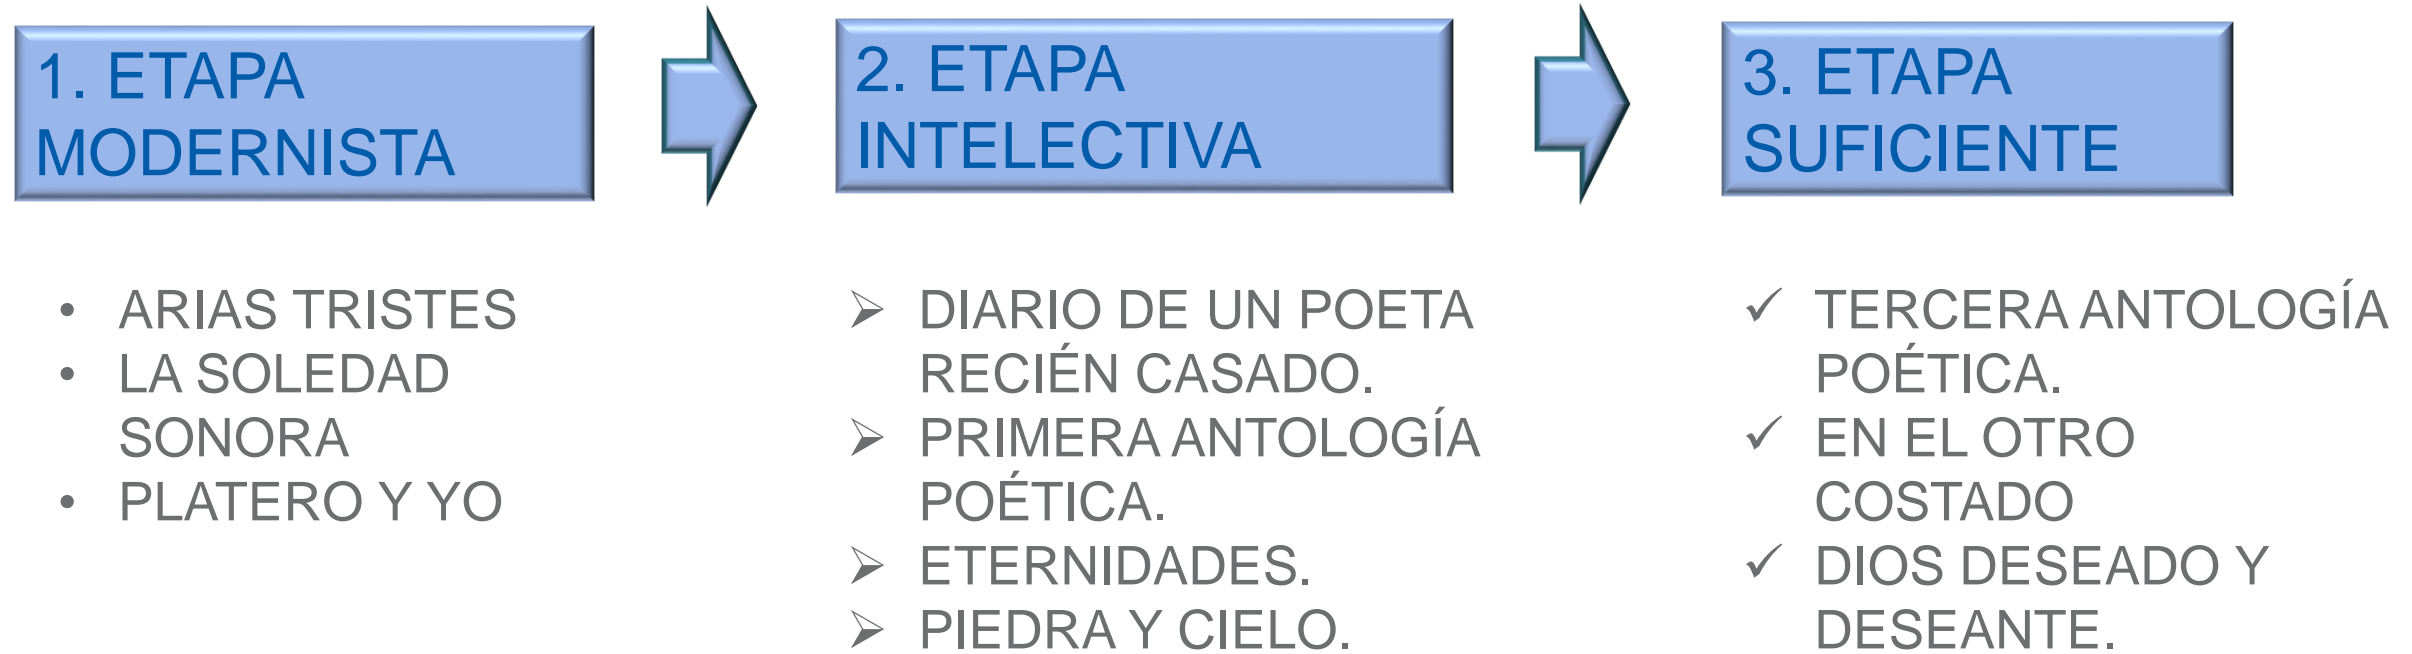 1. ETAPA
MODERNISTA
• ARIAS TRISTES
• LA SOLEDAD
SONORA
• PLATERO Y YO
2. ETAPA
INTELECTIVA
➢ DIARIO DE UN POETA
RECIÉN CASADO.
➢ PRIMERA ANTOLOGÍA
POÉTICA.
➢ ETERNIDADES.
➢ PIEDRA Y CIELO.
3. ETAPA
SUFICIENTE
✓ TERCERA ANTOLOGÍA
POÉTICA.
✓ EN EL OTRO
COSTADO
✓ DIOS DESEADO Y
DESEANTE.